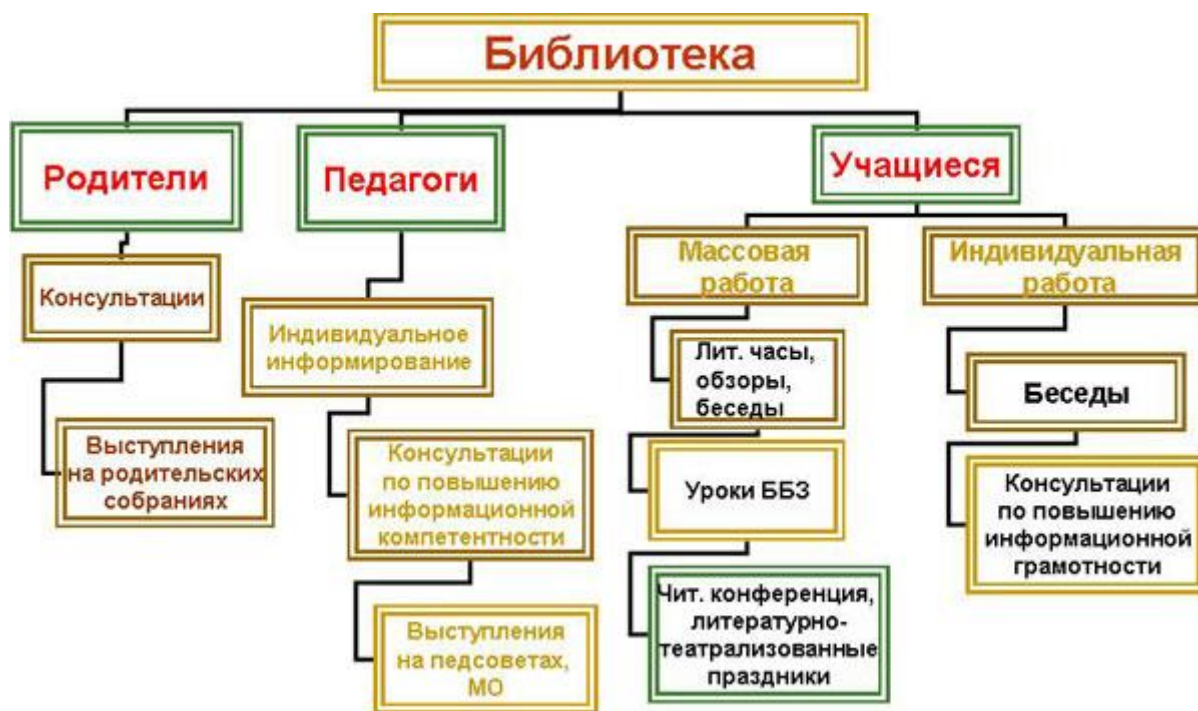 Библиотека
Родители
Педагоги
Учащиеся
Консультации
Выступления
на родительских
собраниях
Индивидуальное
информирование
Консультации
по повышению
информационной
компетентности
Выступления
на педсоветах,
МО
Массовая
работа
Лит. часы,
обзоры,
беседы
Уроки ББЗ
Чит. конференция,
литературно-
театрализованные
праздники
Индивидуальная
работа
Беседы
Консультации
по повышению
информационной
грамотности